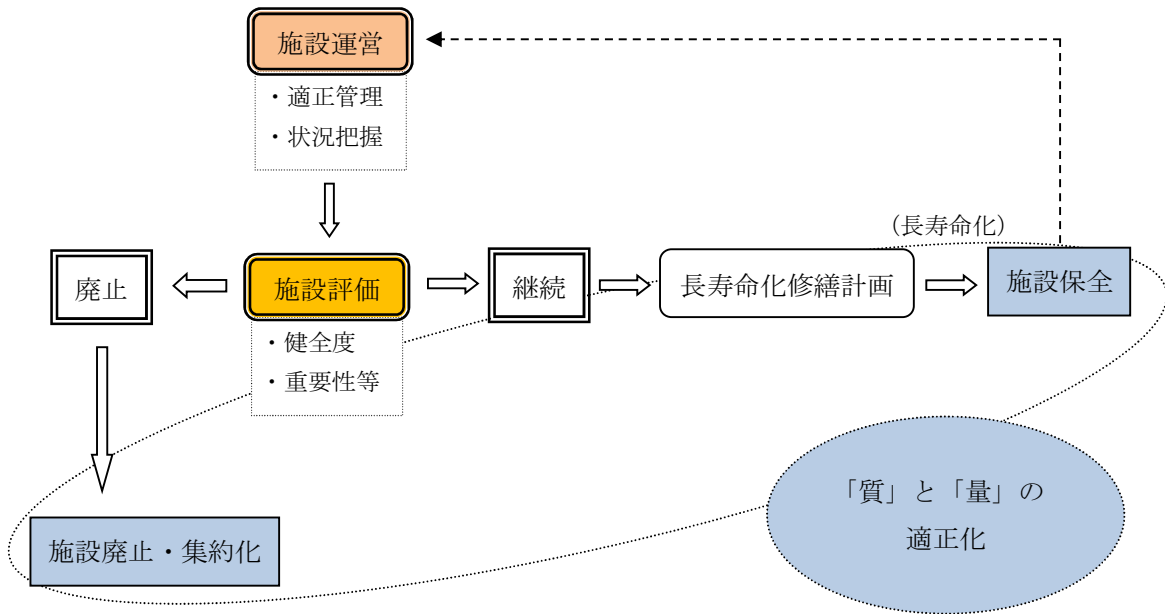 施設運営
・適正管理
・状況把握
(長寿命化)
廃止
施設評価
継続
長寿命化修繕計画
施設保全
・健全度
・重要性等
「質」と「量」の
適正化
施設廃止・集約化